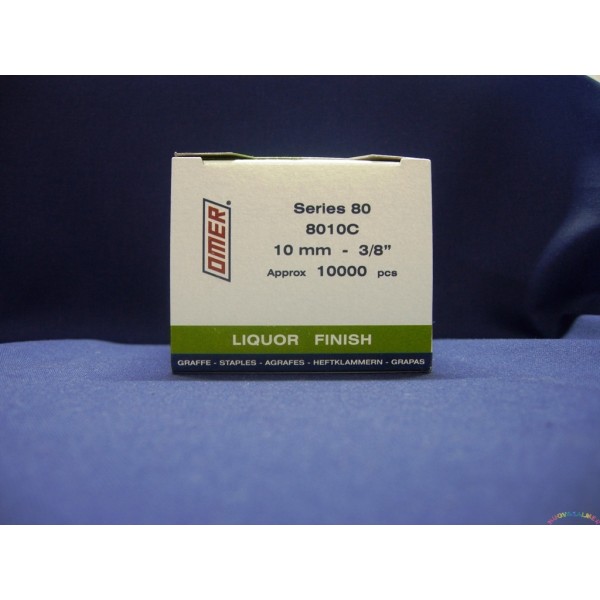 OMER®
Series 80
8010C
10 mm - 3/8"
Approx 10000 pcs
LIQUOR FINISH
GRAFFE - STAPLES - AGRAFES - HEFTKLAMMERN - GRAPAS